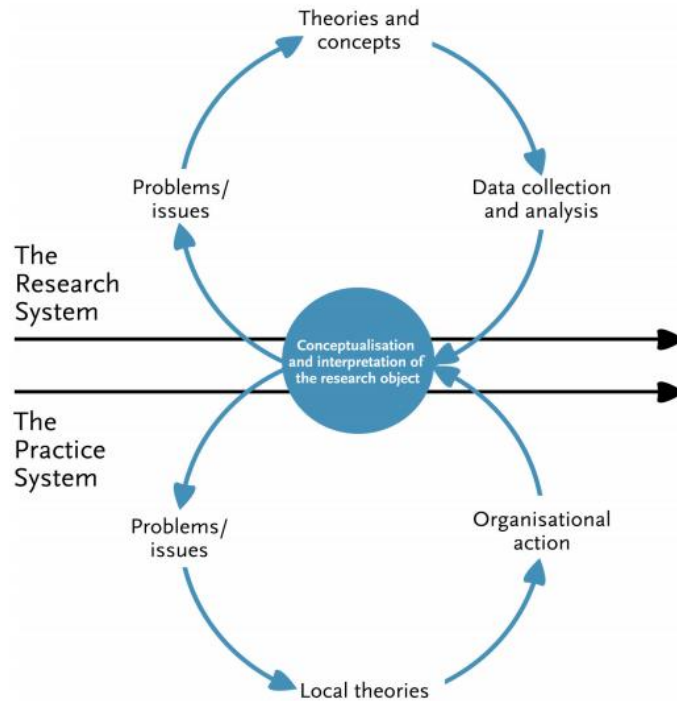 Theories and
concepts
Problems/
issues
Data collection
and analysis
The
Research
System
Conceptualisation
and interpretation of
the research object
The
Practice
System
Problems/
issues
Organisational
action
Local theories